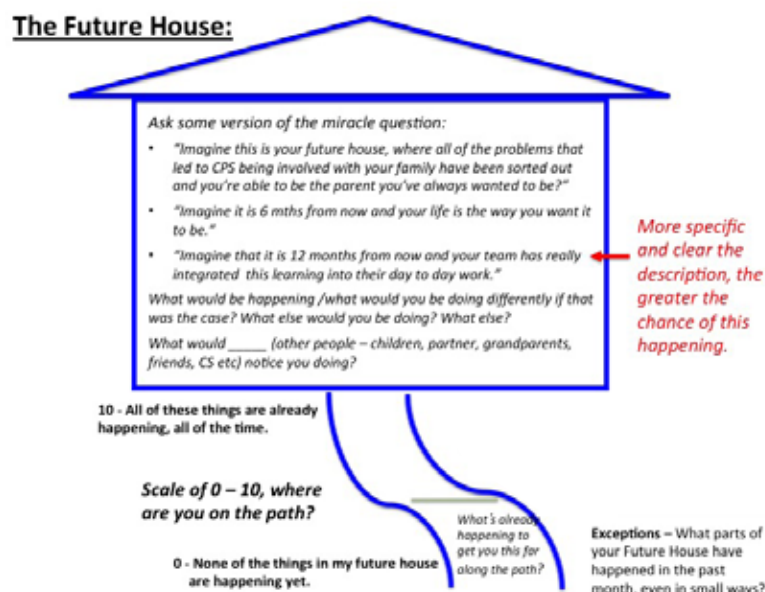 The Future House:
Ask some version of the miracle question:
• "Imagine this is your future house, where all of the problems that
led to CPS being involved with your family have been sorted out
and you're able to be the parent you've always wanted to be?"
• "Imagine it is 6 mths from now and your life is the way you want it
to be."
• "Imagine that it is 12 months from now and your team has really
integrated this learning into their day to day work."
What would be happening /what would you be doing differently if that
was the case? What else would you be doing? What else?
What would _____ (other people – children, partner, grandparents,
friends, CS etc) notice you doing?
More specific
and clear the
description, the
greater the
chance of this
happening.
10 - All of these things are already
happening, all of the time.
Scale of 0 – 10, where
are you on the path?
0 - None of the things in my future house
are happening yet.
What's already
happening to
get you this far
along the path?
Exceptions – What parts of
your Future House have
happened in the past
month, even in small ways?